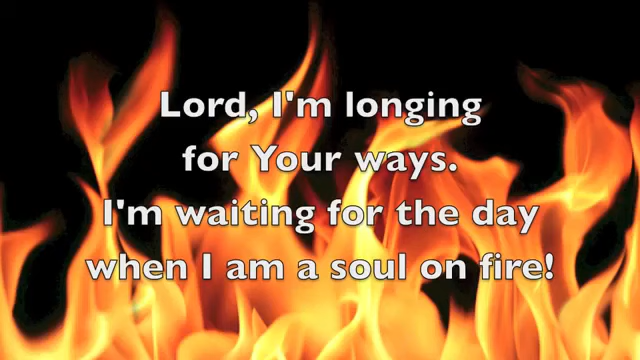 Lord, I'm longing
for Your ways.
I'm waiting for the day
when I am a soul on fire!